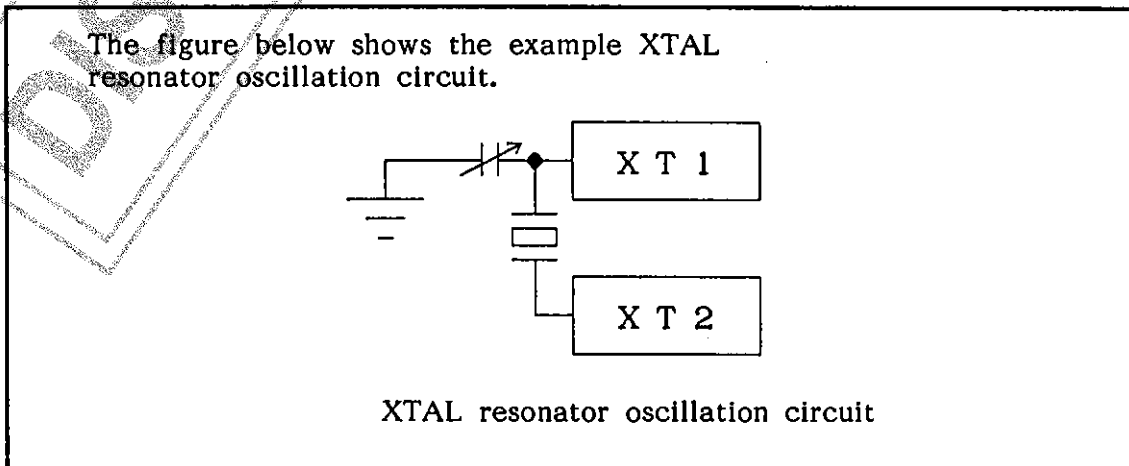 The figure below shows the example XTAL
resonator oscillation circuit.
X T 1
X T 2
XTAL resonator oscillation circuit